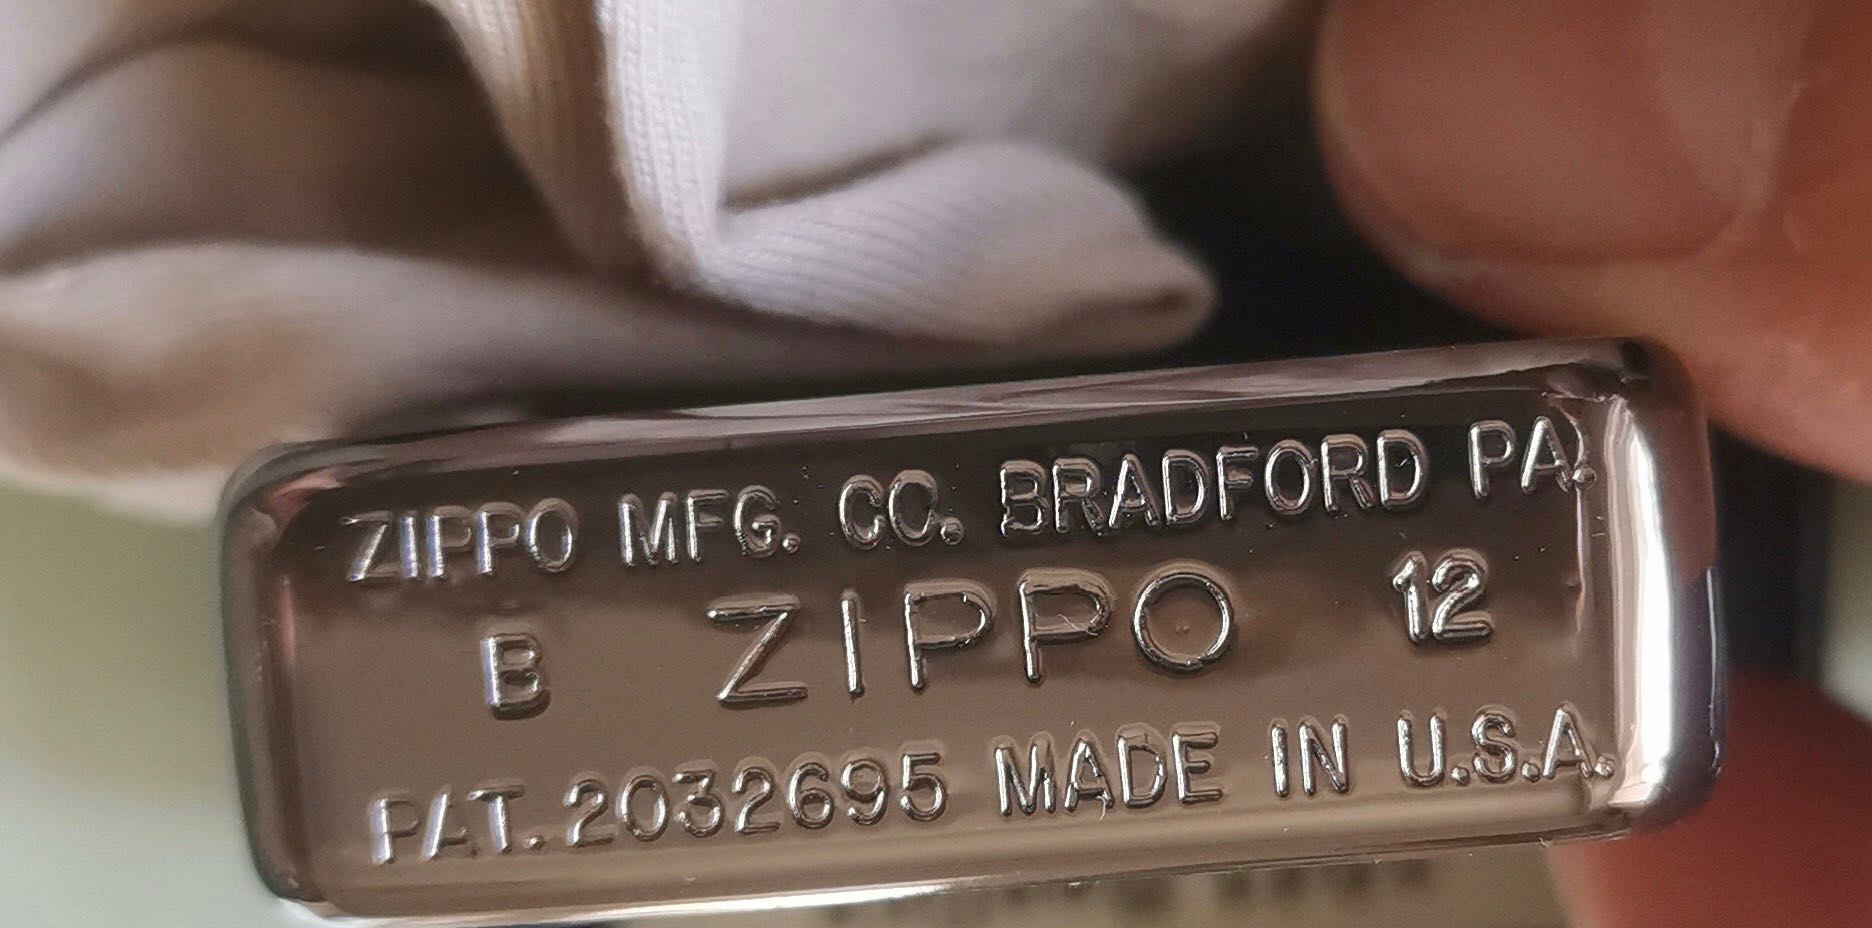 ZIPPO MFG. CO. BRADFORD PA.
B ZIPPO 12
PAT. 2032695 MADE IN U.S.A.